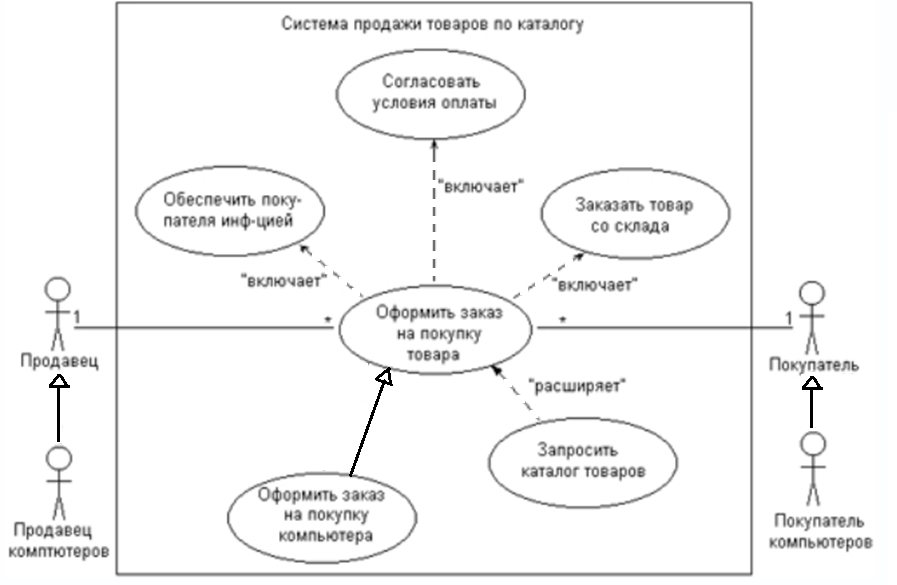 Система продажи товаров по каталогу
Согласовать
условия оплаты
"включает"
Обеспечить поку-
пателя инф-цией
Заказать товар
со склада
"включает"
"включает"
Оформить заказ
на покупку
товара
1
*
*
1
Продавец
Покупатель
"расширяет"
Запросить
каталог товаров
Оформить заказ
на покупку
компьютера
Продавец
комптютеров
Покупатель
компьютеров